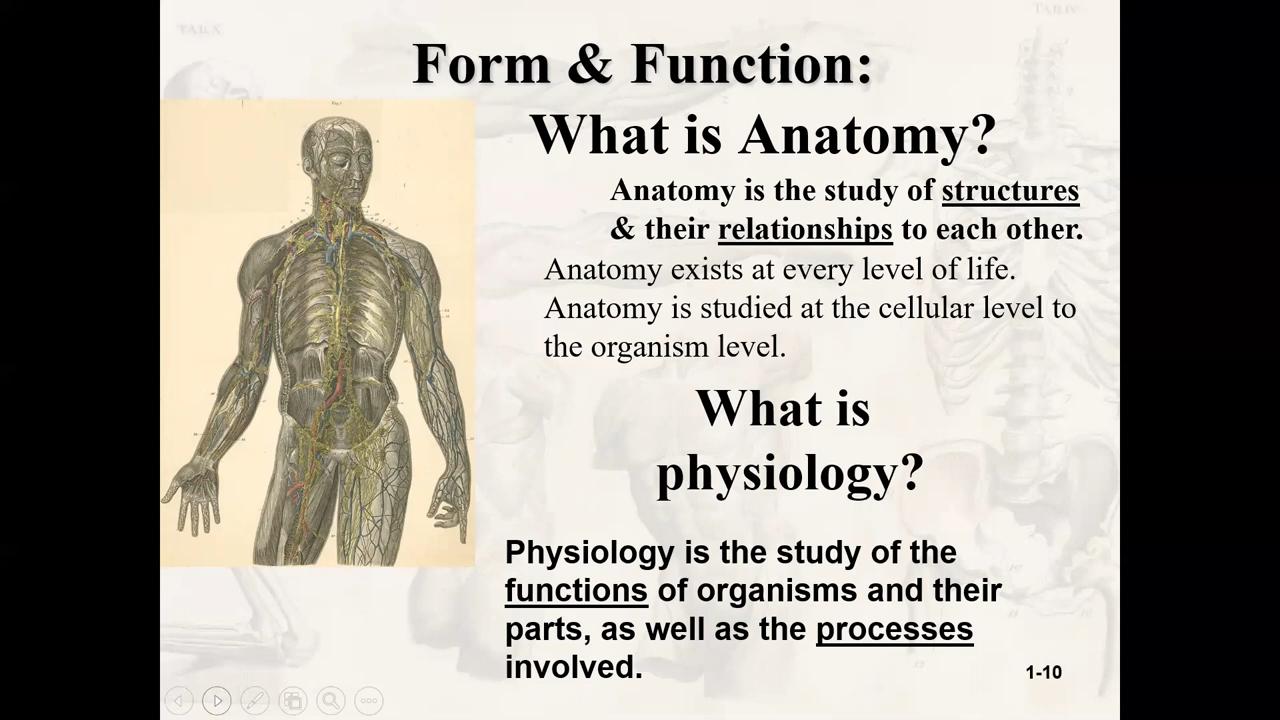 TAB.X
TAB.IV
Form & Function:
What is Anatomy?
Anatomy is the study of structures
& their relationships to each other.
Anatomy exists at every level of life.
Anatomy is studied at the cellular level to
the organism level.
What is
physiology?
Physiology is the study of the
functions of organisms and their
parts, as well as the processes
involved.
1-10